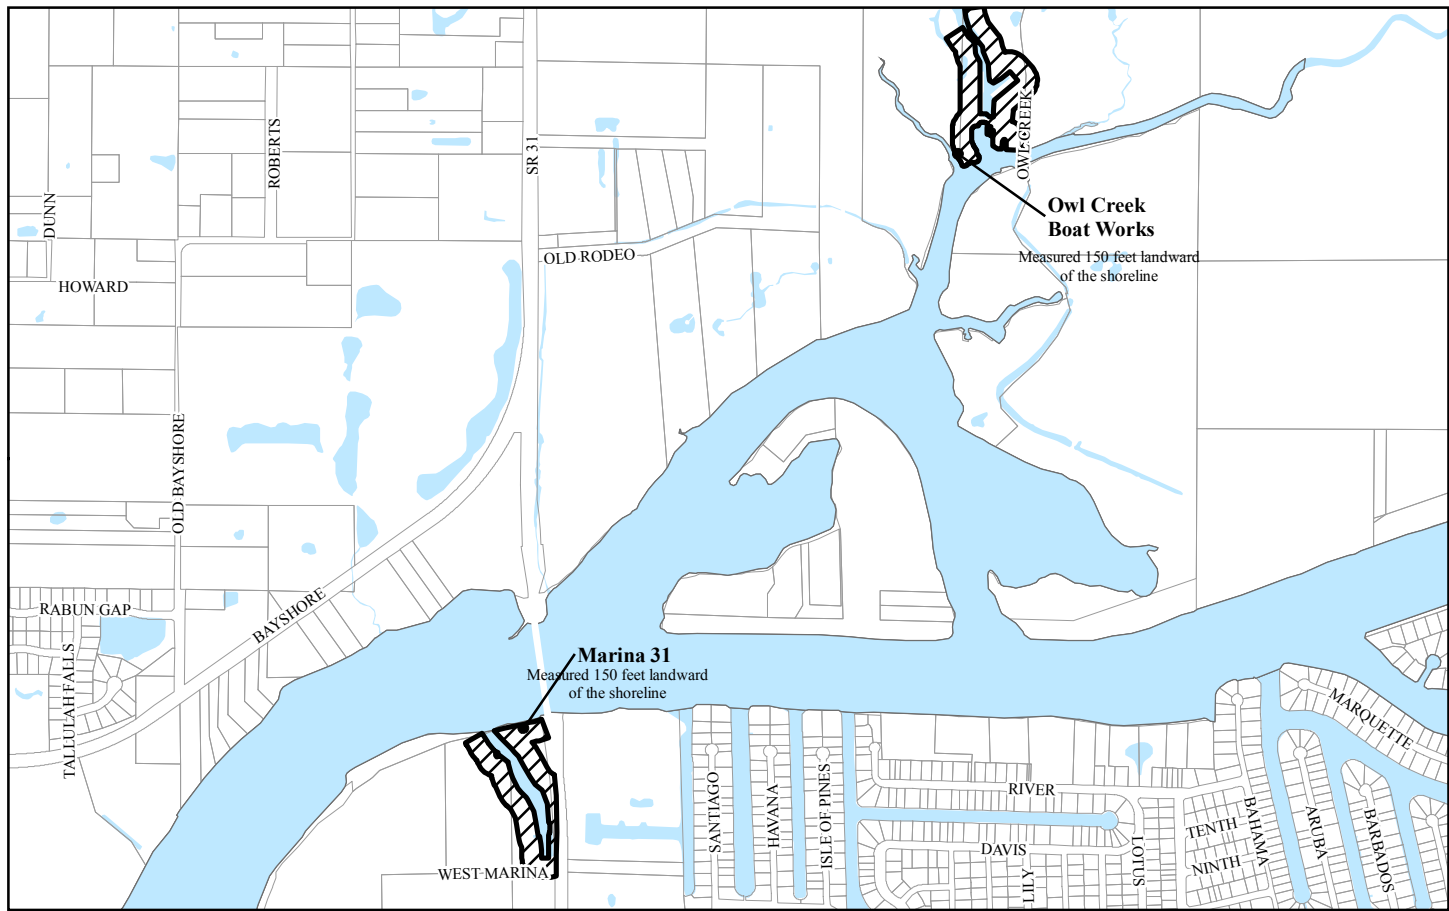 SR 31
ROBERTS
DUNN
OWL CREEK
Owl Creek
Boat Works
Measured 150 feet landward
of the shoreline
OLD RODEO
HOWARD
OLD BAYSHORE
RABUN GAP
BAYSHORE
TALLULAH FALLS
Marina 31
Measured 150 feet landward
of the shoreline
MARQUETTE
RIVER
SANTIAGO
HAVANA
ISLE OF PINES
TENTH
BAHAMA
ARUBA
BARBADOS
DAVIS
LOTUS
NINTH
WEST MARINA
LILY